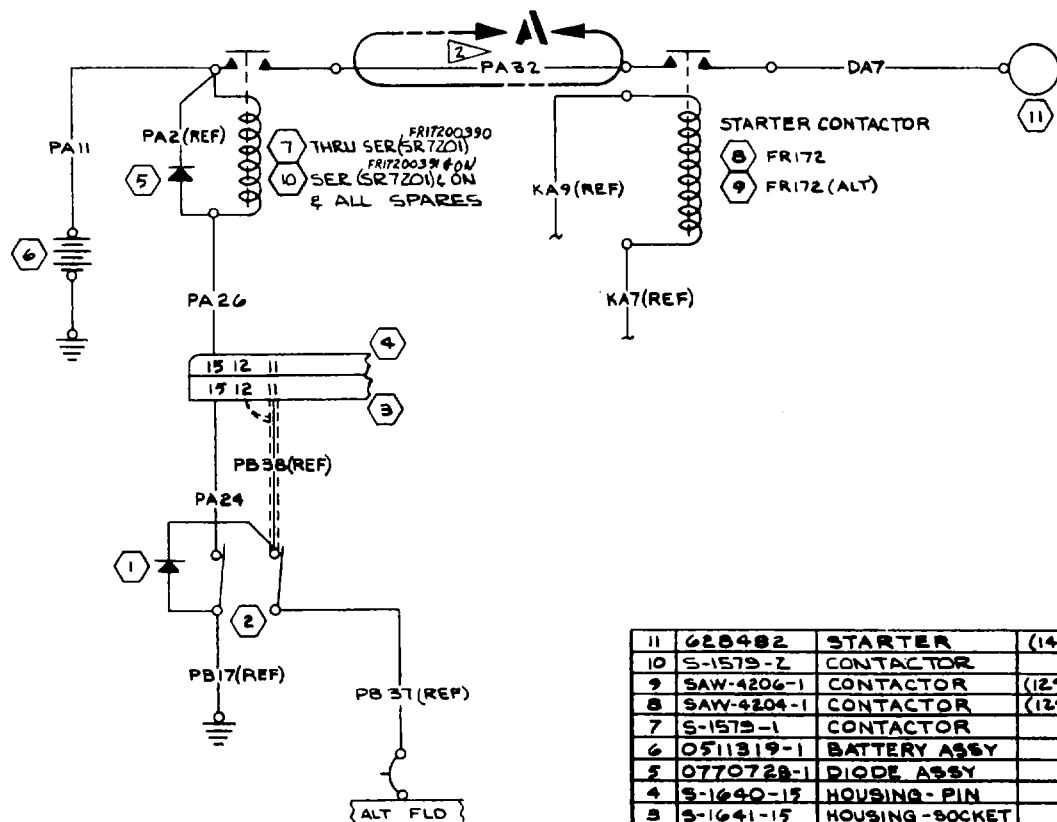 2
PA32
DA7
11
PA11
PA2(REF)
5
7 THRU SER (SR7201)
FR17200390
10 SER (SR7201) & ON
FR17200391 & ON
& ALL SPARES
STARTER CONTACTOR
8 FR172
9 FR172 (ALT)
KA9(REF)
6
KA7(REF)
PA26
4
15 12 11
15 12 11
3
PB38(REF)
PA24
1
2
PB17(REF)
PB37(REF)
ALT FLD
11 628482 STARTER (14
10 S-1579-2 CONTACTOR
9 SAW-4206-1 CONTACTOR (12
8 SAW-4204-1 CONTACTOR (12
7 S-1579-1 CONTACTOR
6 0511319-1 BATTERY ASSY
5 0770728-1 DIODE ASSY
4 S-1640-15 HOUSING-PIN
3 S-1641-15 HOUSING-SOCKET